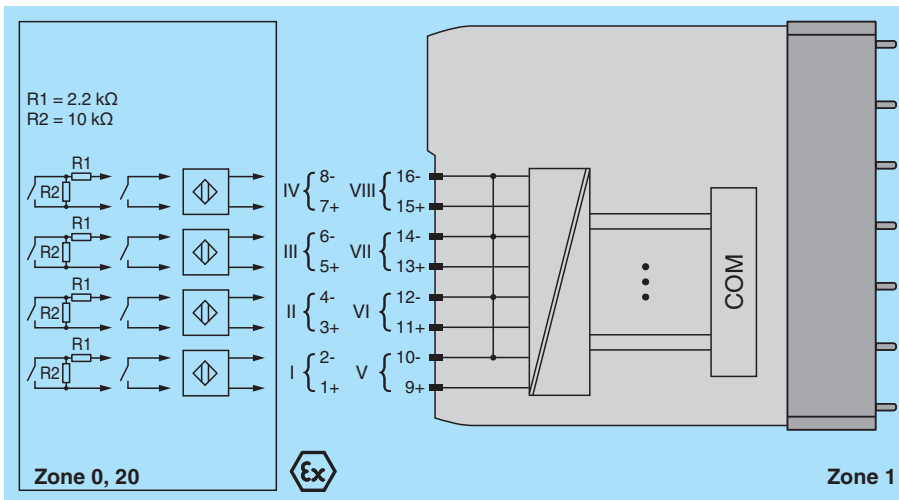 R1 = 2.2 kΩ
R2 = 10 kΩ
R1
R2
IV
8-
7+
VIII
16-
15+
R1
R2
III
6-
5+
VII
14-
13+
R1
R2
II
4-
3+
VI
12-
11+
R1
R2
I
2-
1+
V
10-
9+
COM
Zone 0, 20
εx
Zone 1